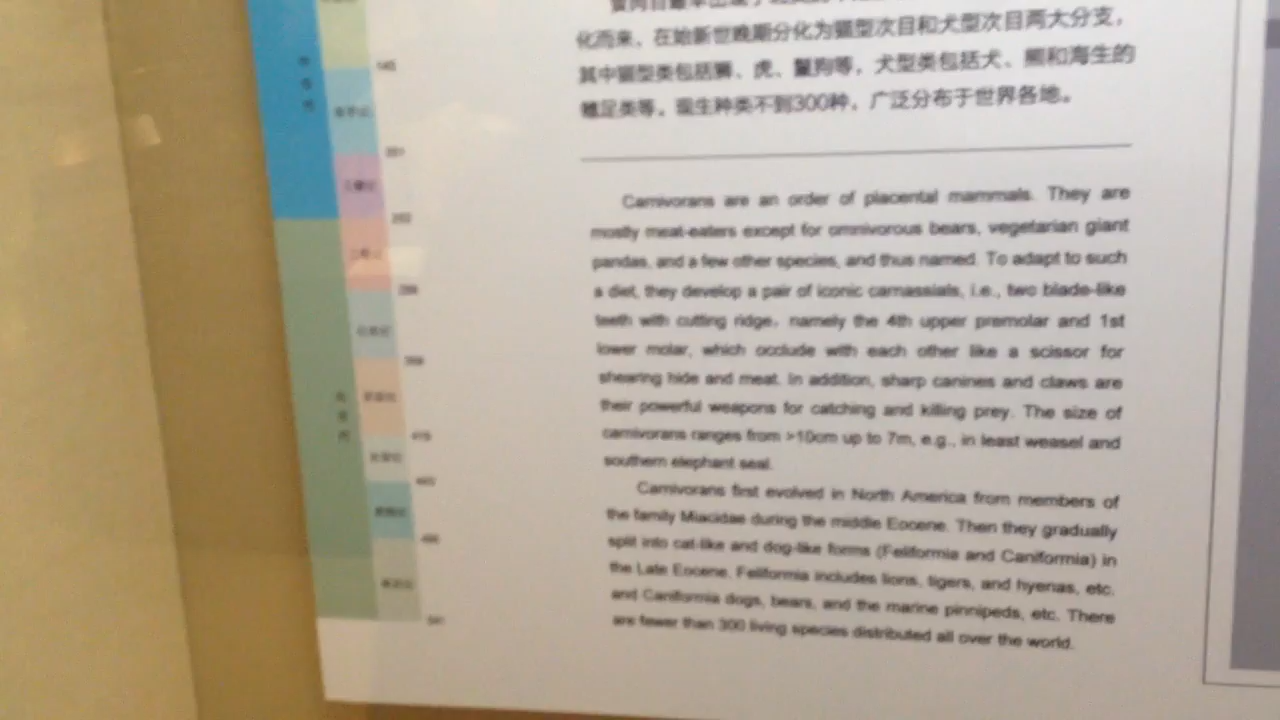 化而来，在始新世晚期分化为猫型次目和犬型次目两大分支，
其中猫型类包括狮、虎、鬣狗等，犬型类包括犬、熊和海生的
鳍足类等，现生种类不到300种，广泛分布于世界各地。
Carnivorans are an order of placental mammals. They are
mostly meat-eaters except for omnivorous bears, vegetarian giant
pandas, and a few other species, and thus named. To adapt to such
a diet, they develop a pair of iconic carnassials, i.e., two blade-like
teeth with cutting ridge, namely the 4th upper premolar and 1st
lower molar, which occlude with each other like a scissor for
shearing hide and meat. In addition, sharp canines and claws are
their powerful weapons for catching and killing prey. The size of
carnivorans ranges from >10cm up to 7m, e.g., in least weasel and
southern elephant seal.
Carnivorans first evolved in North America from members of
the family Miacidae during the middle Eocene. Then they gradually
split into cat-like and dog-like forms (Feliformia and Caniformia) in
the Late Eocene. Feliformia includes lions, tigers, and hyenas, etc.
and Caniformia dogs, bears, and the marine pinnipeds, etc. There
are fewer than 300 living species distributed all over the world.